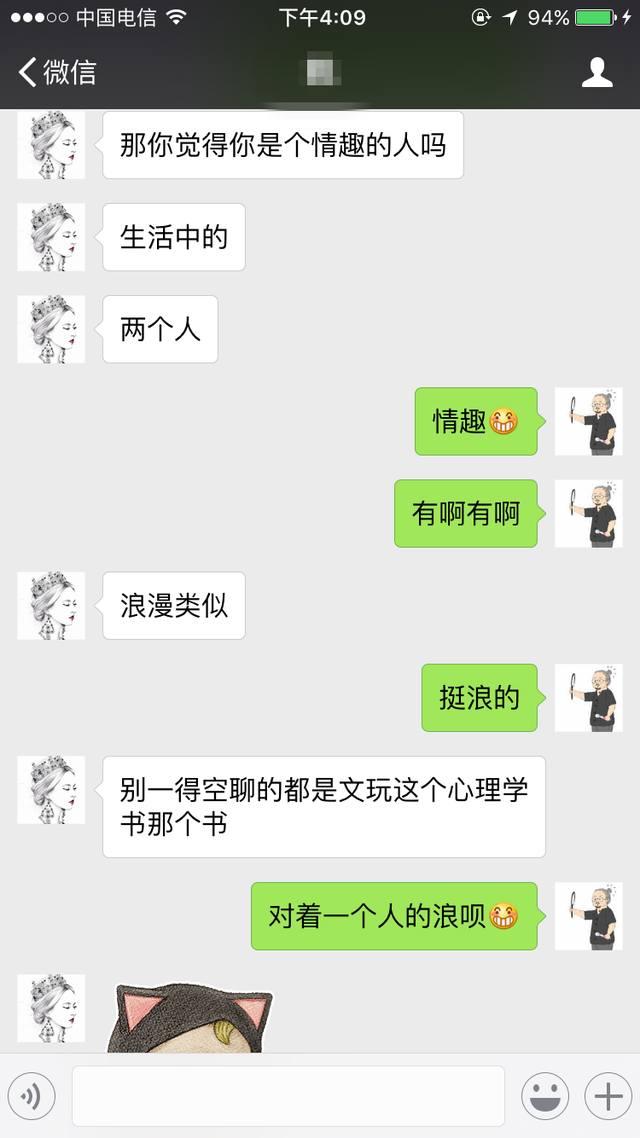 中国电信 下午4:09 94%
微信
那你觉得你是个情趣的人吗
生活中的
两个人
情趣😁
有啊有啊
浪漫类似
挺浪的
别一得空聊的都是文玩这个心理学
书那个书
对着一个人的浪呗😁